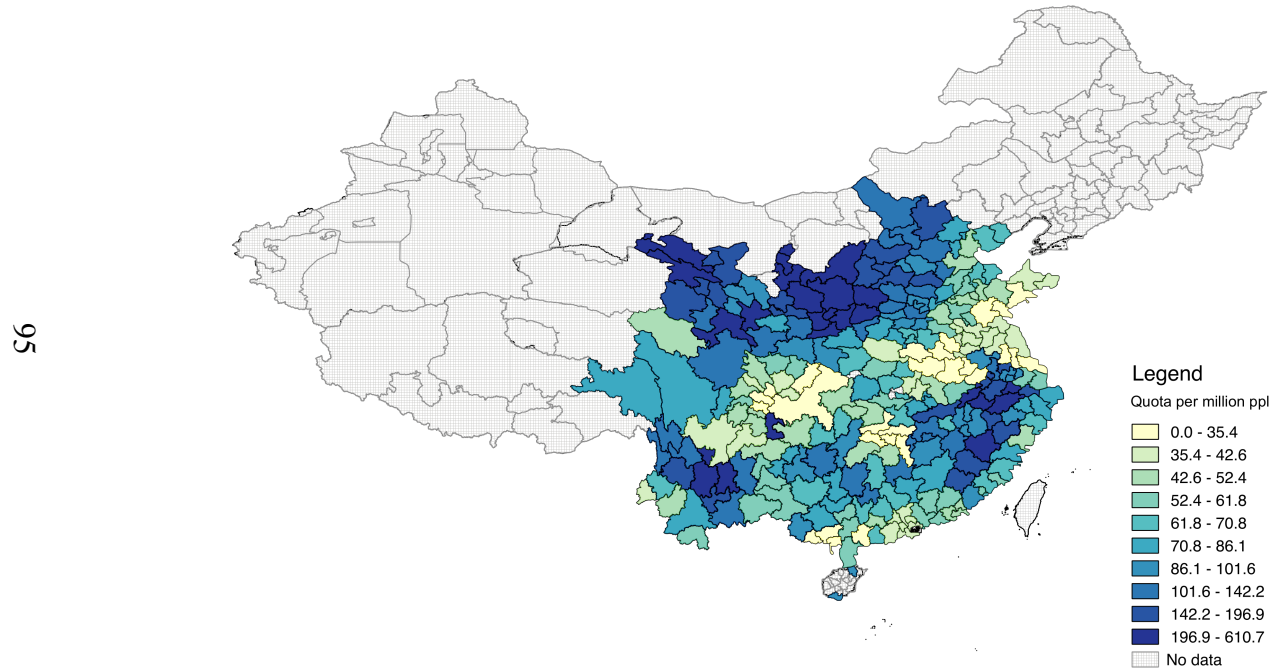 95
Legend
Quota per million ppl
0.0 - 35.4
35.4 - 42.6
42.6 - 52.4
52.4 - 61.8
61.8 - 70.8
70.8 - 86.1
86.1 - 101.6
101.6 - 142.2
142.2 - 196.9
196.9 - 610.7
No data